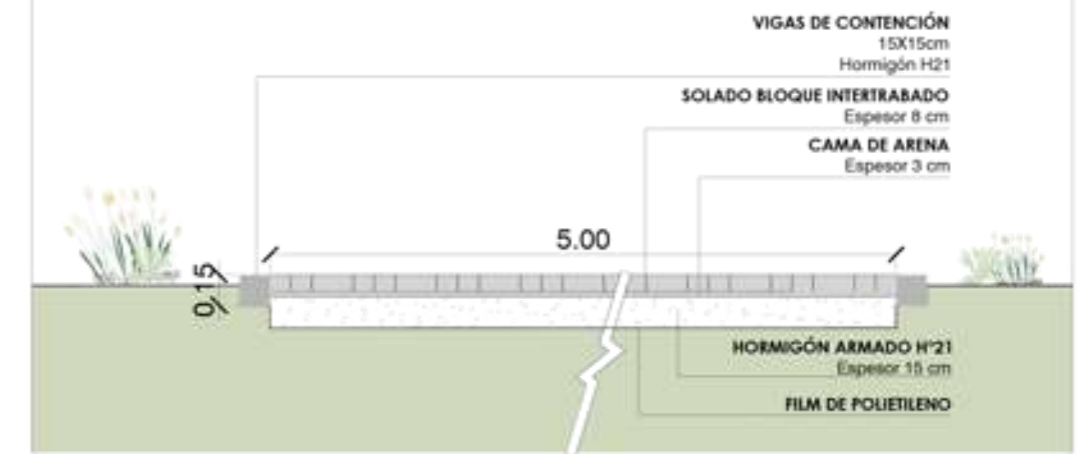 VIGAS DE CONTENCIÓN
15X15cm
Hormigón H21
SOLADO BLOQUE INTERTRABADO
Espesor 8 cm
CAMA DE ARENA
Espesor 3 cm
5.00
0,15
HORMIGÓN ARMADO H°21
Espesor 15 cm
FILM DE POLIETILENO